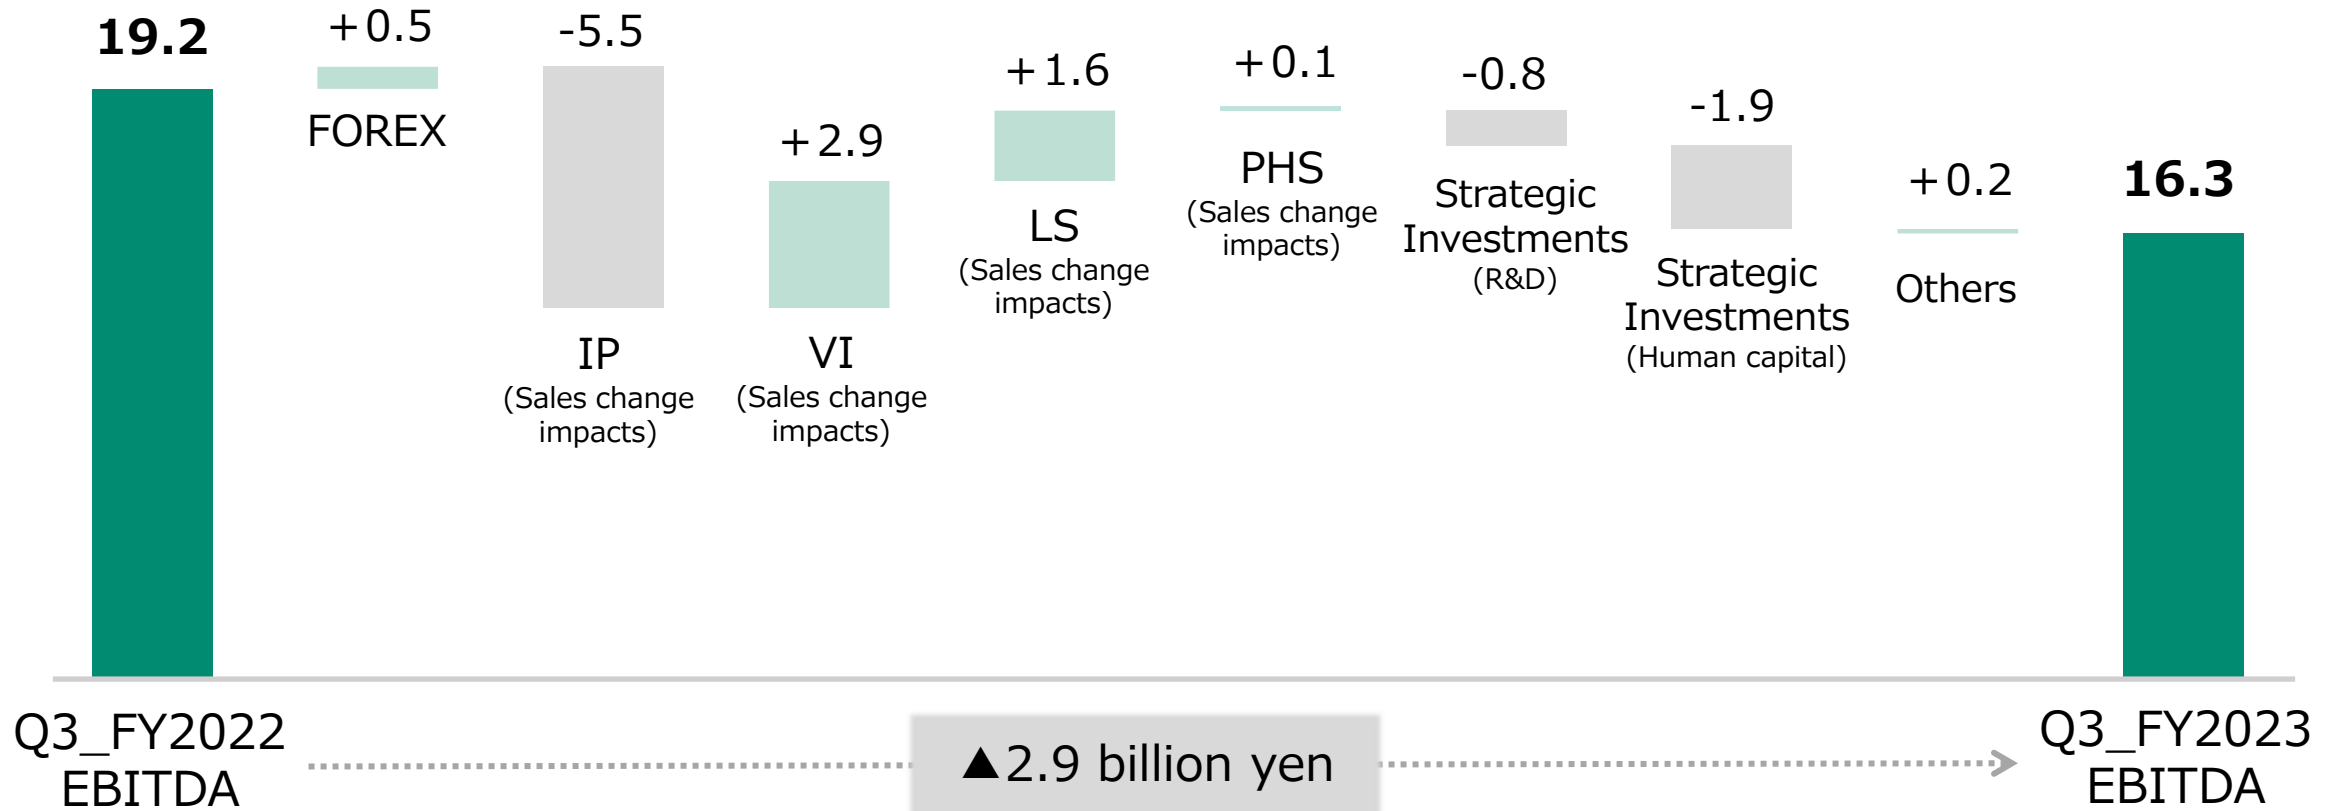 19.2
+0.5
FOREX
-5.5
IP
(Sales change
impacts)
+2.9
VI
(Sales change
impacts)
+1.6
LS
(Sales change
impacts)
+0.1
PHS
(Sales change
impacts)
-0.8
Strategic
Investments
(R&D)
-1.9
Strategic
Investments
(Human capital)
+0.2
Others
16.3
Q3_FY2022
EBITDA
▲2.9 billion yen
Q3_FY2023
EBITDA